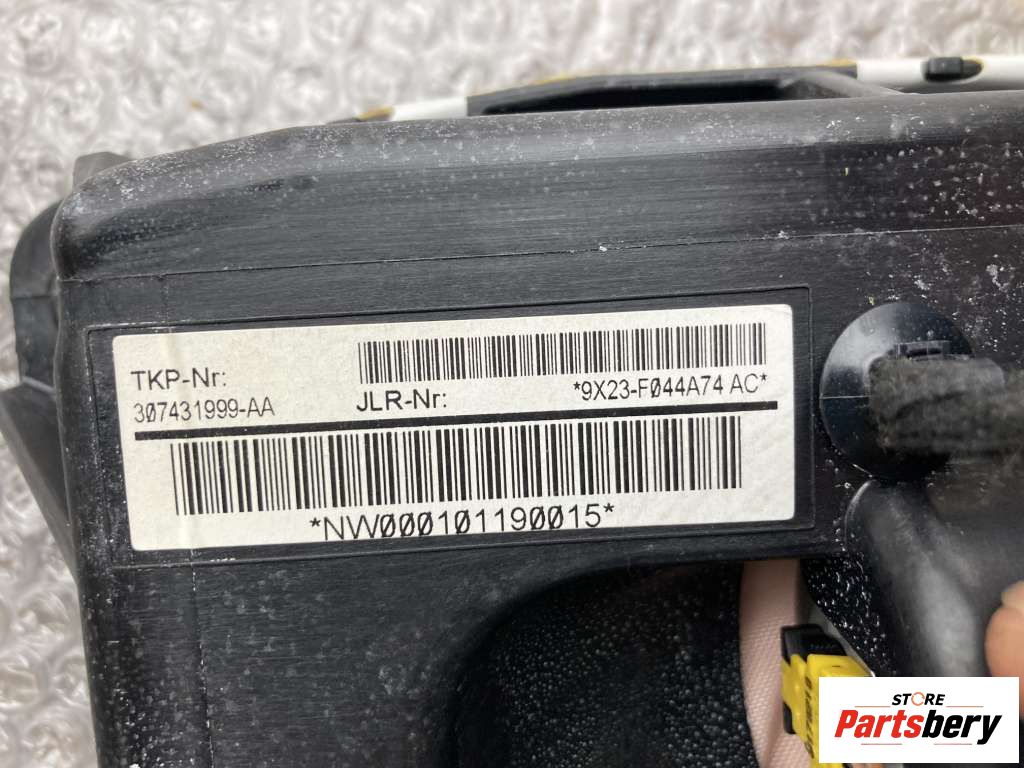 TKP-Nr:
307431999-AA
JLR-Nr:
*9X23-F044A74 AC*
*NW000101190015*
STORE
Partsbery